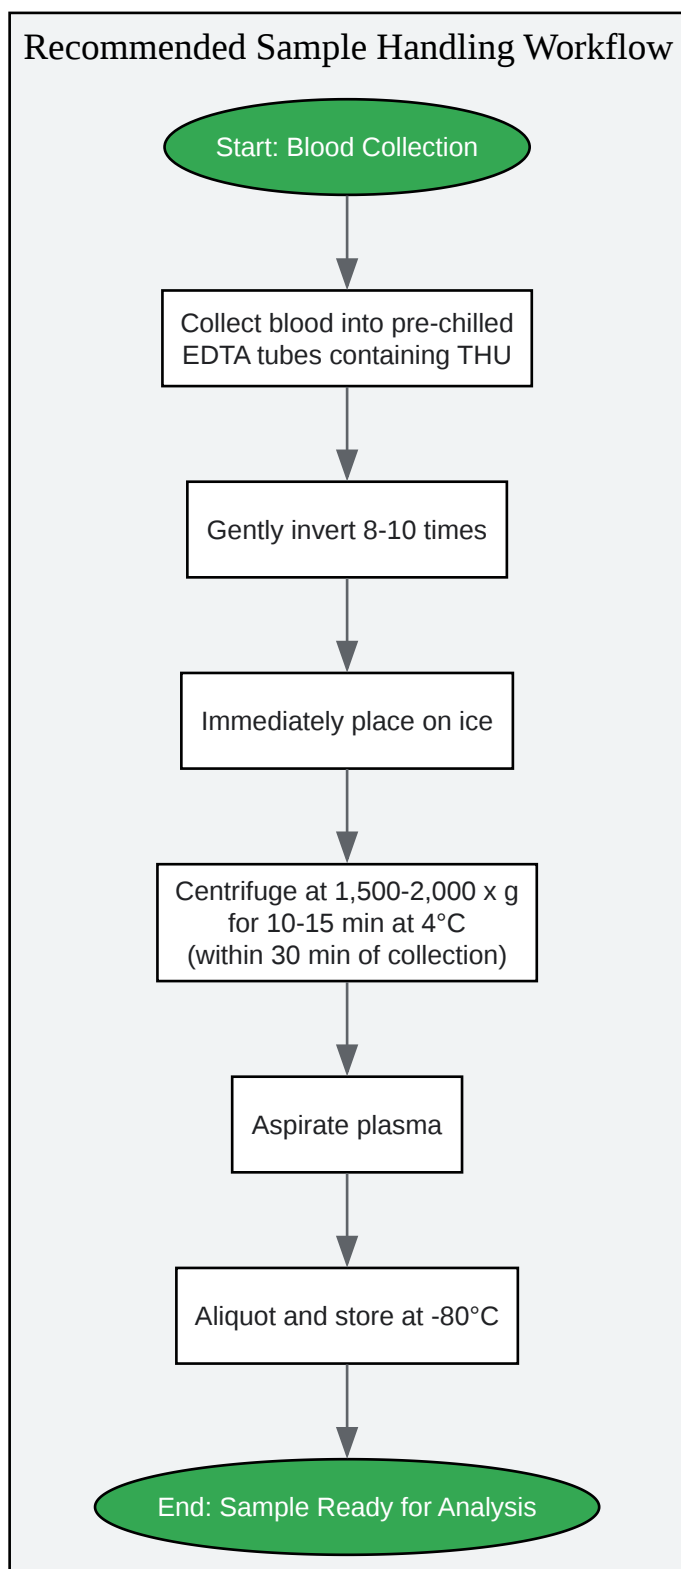 Recommended Sample Handling Workflow
Start: Blood Collection
Collect blood into pre-chilled
EDTA tubes containing THU
Gently invert 8-10 times
Immediately place on ice
Centrifuge at 1,500-2,000 x g
for 10-15 min at 4°C
(within 30 min of collection)
Aspirate plasma
Aliquot and store at -80°C
End: Sample Ready for Analysis